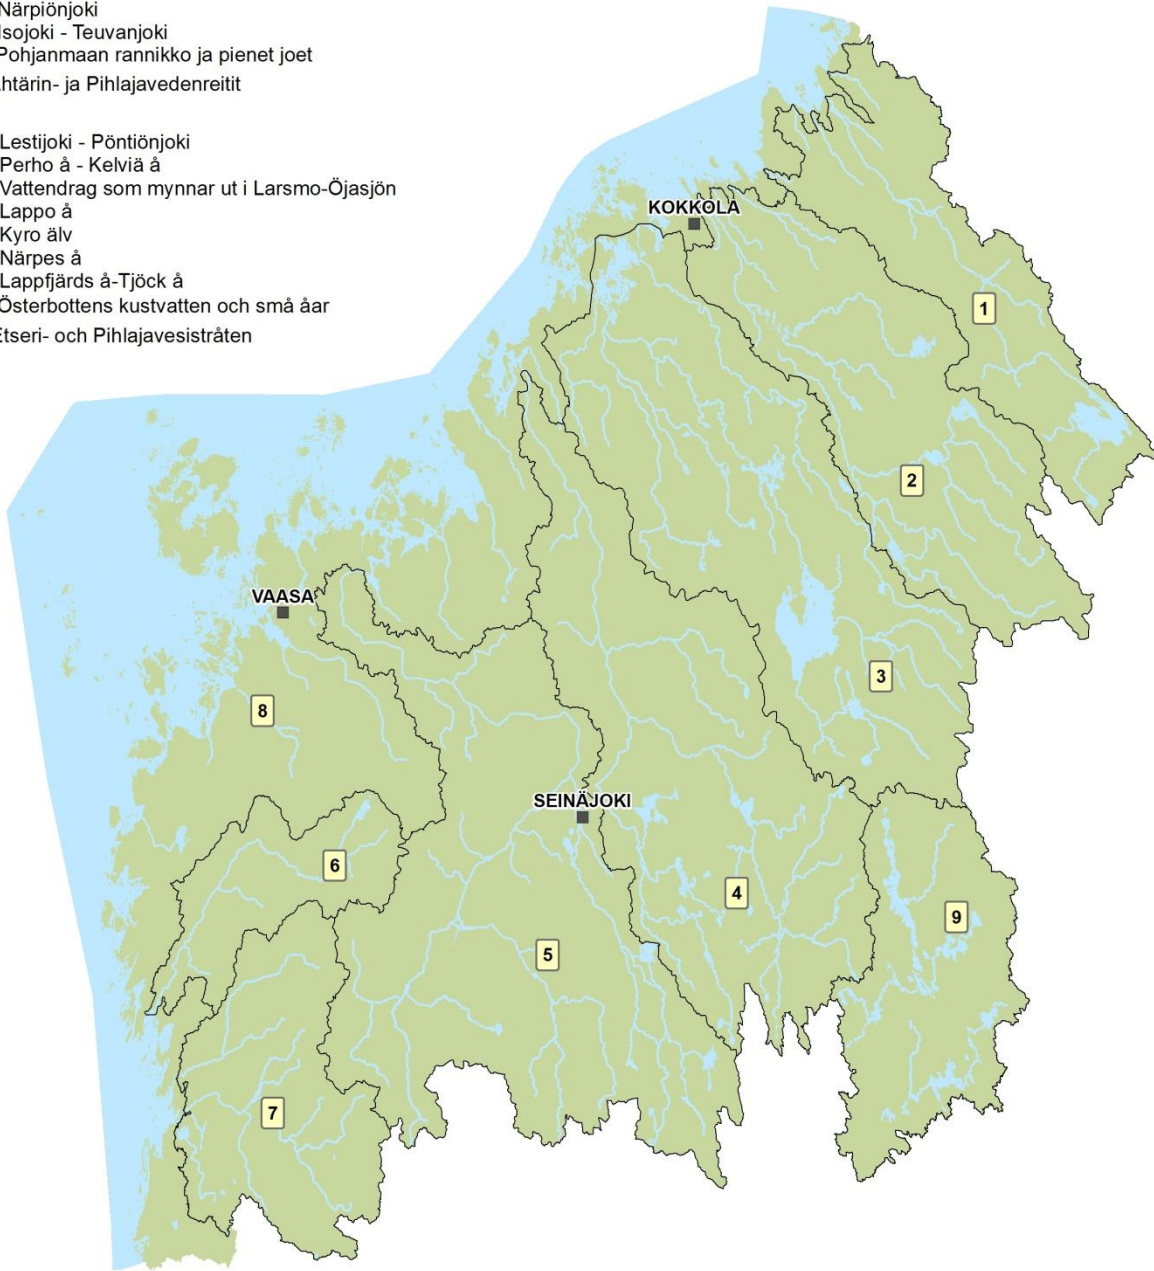 Närpiönjoki
Isojoki - Teuvanjoki
Pohjanmaan rannikko ja pienet joet
htärin- ja Pihlajavedenreitit
Lestijoki - Pöntiönjoki
Perho å - Kelviä å
Vattendrag som mynnar ut i Larsmo-Öjasjön
Lappo å
Kyro älv
Närpes å
Lappfjärds å-Tjöck å
Österbottens kustvatten och små åar
Etseri- och Pihlajavesistråten
KOKKOLA
1
2
VAASA
3
8
SEINÄJOKI
6
4
9
5
7